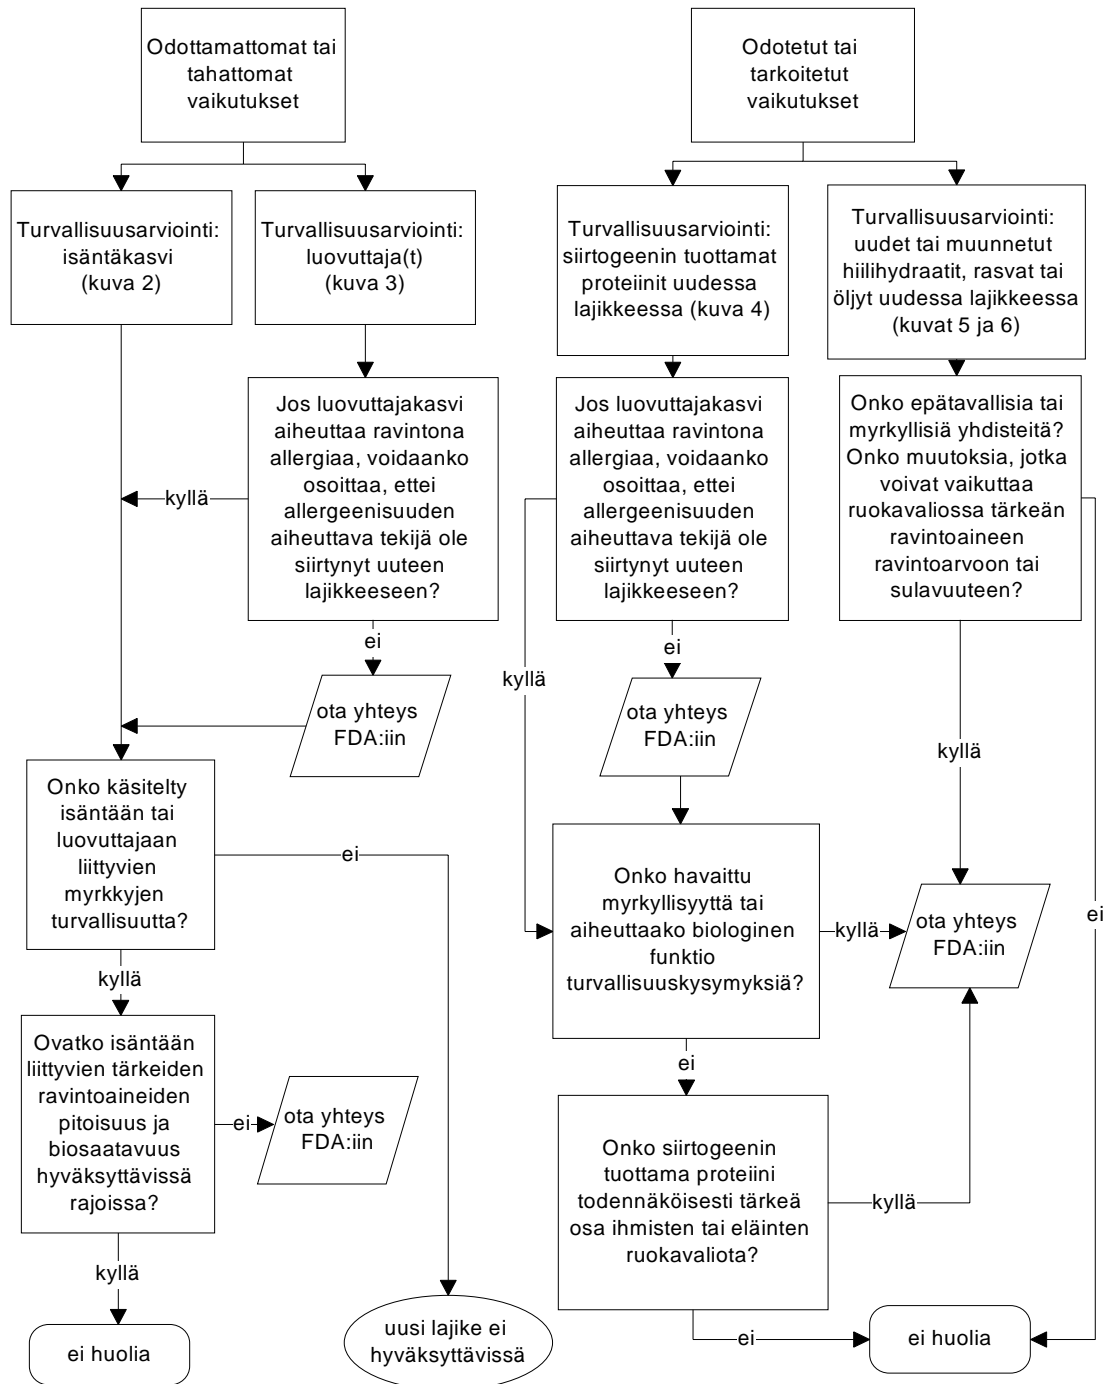 Odottamattomat tai
tahattomat
vaikutukset
Odotetut tai
tarkoitetut
vaikutukset
Turvallisuusarviointi:
isäntäkasvi
(kuva 2)
Turvallisuusarviointi:
luovuttaja(t)
(kuva 3)
Turvallisuusarviointi:
siirtogeenin tuottamat
proteiinit uudessa
lajikkeessa (kuva 4)
Turvallisuusarviointi:
uudet tai muunnetut
hiilihydraatit, rasvat tai
öljyt uudessa lajikkeessa
(kuvat 5 ja 6)
Jos luovuttajakasvi
aiheuttaa ravintona
allergiaa, voidaanko
osoittaa, ettei
allergeenisuuden
aiheuttava tekijä ole
siirtynyt uuteen
lajikkeeseen?
kyllä
ei
ota yhteys
FDA:iin
Jos luovuttajakasvi
aiheuttaa ravintona
allergiaa, voidaanko
osoittaa, ettei
allergeenisuuden
aiheuttava tekijä ole
siirtynyt uuteen
lajikkeeseen?
kyllä
ei
ota yhteys
FDA:iin
Onko epätavallisia tai
myrkyllisiä yhdisteitä?
Onko muutoksia, jotka
voivat vaikuttaa
ruokavaliossa tärkeän
ravintoaineen
ravintoarvoon tai
sulavuuteen?
kyllä
ei
Onko käsitelty
isäntään tai
luovuttajaan
liittyvien
myrkkyjen
turvallisuutta?
ei
kyllä
Onko havaittu
myrkyllisyyttä tai
aiheuttaako biologinen
funktio
turvallisuuskysymyksiä?
kyllä
ota yhteys
FDA:iin
ei
Ovatko isäntään
liittyvien tärkeiden
ravintoaineiden
pitoisuus ja
biosaatavuus
hyväksyttävissä
rajoissa?
ei
ota yhteys
FDA:iin
kyllä
Onko siirtogeenin
tuottama proteiini
todennäköisesti tärkeä
osa ihmisten tai eläinten
ruokavaliota?
kyllä
ei
ei huolia
uusi lajike ei
hyväksyttävissä
ei huolia